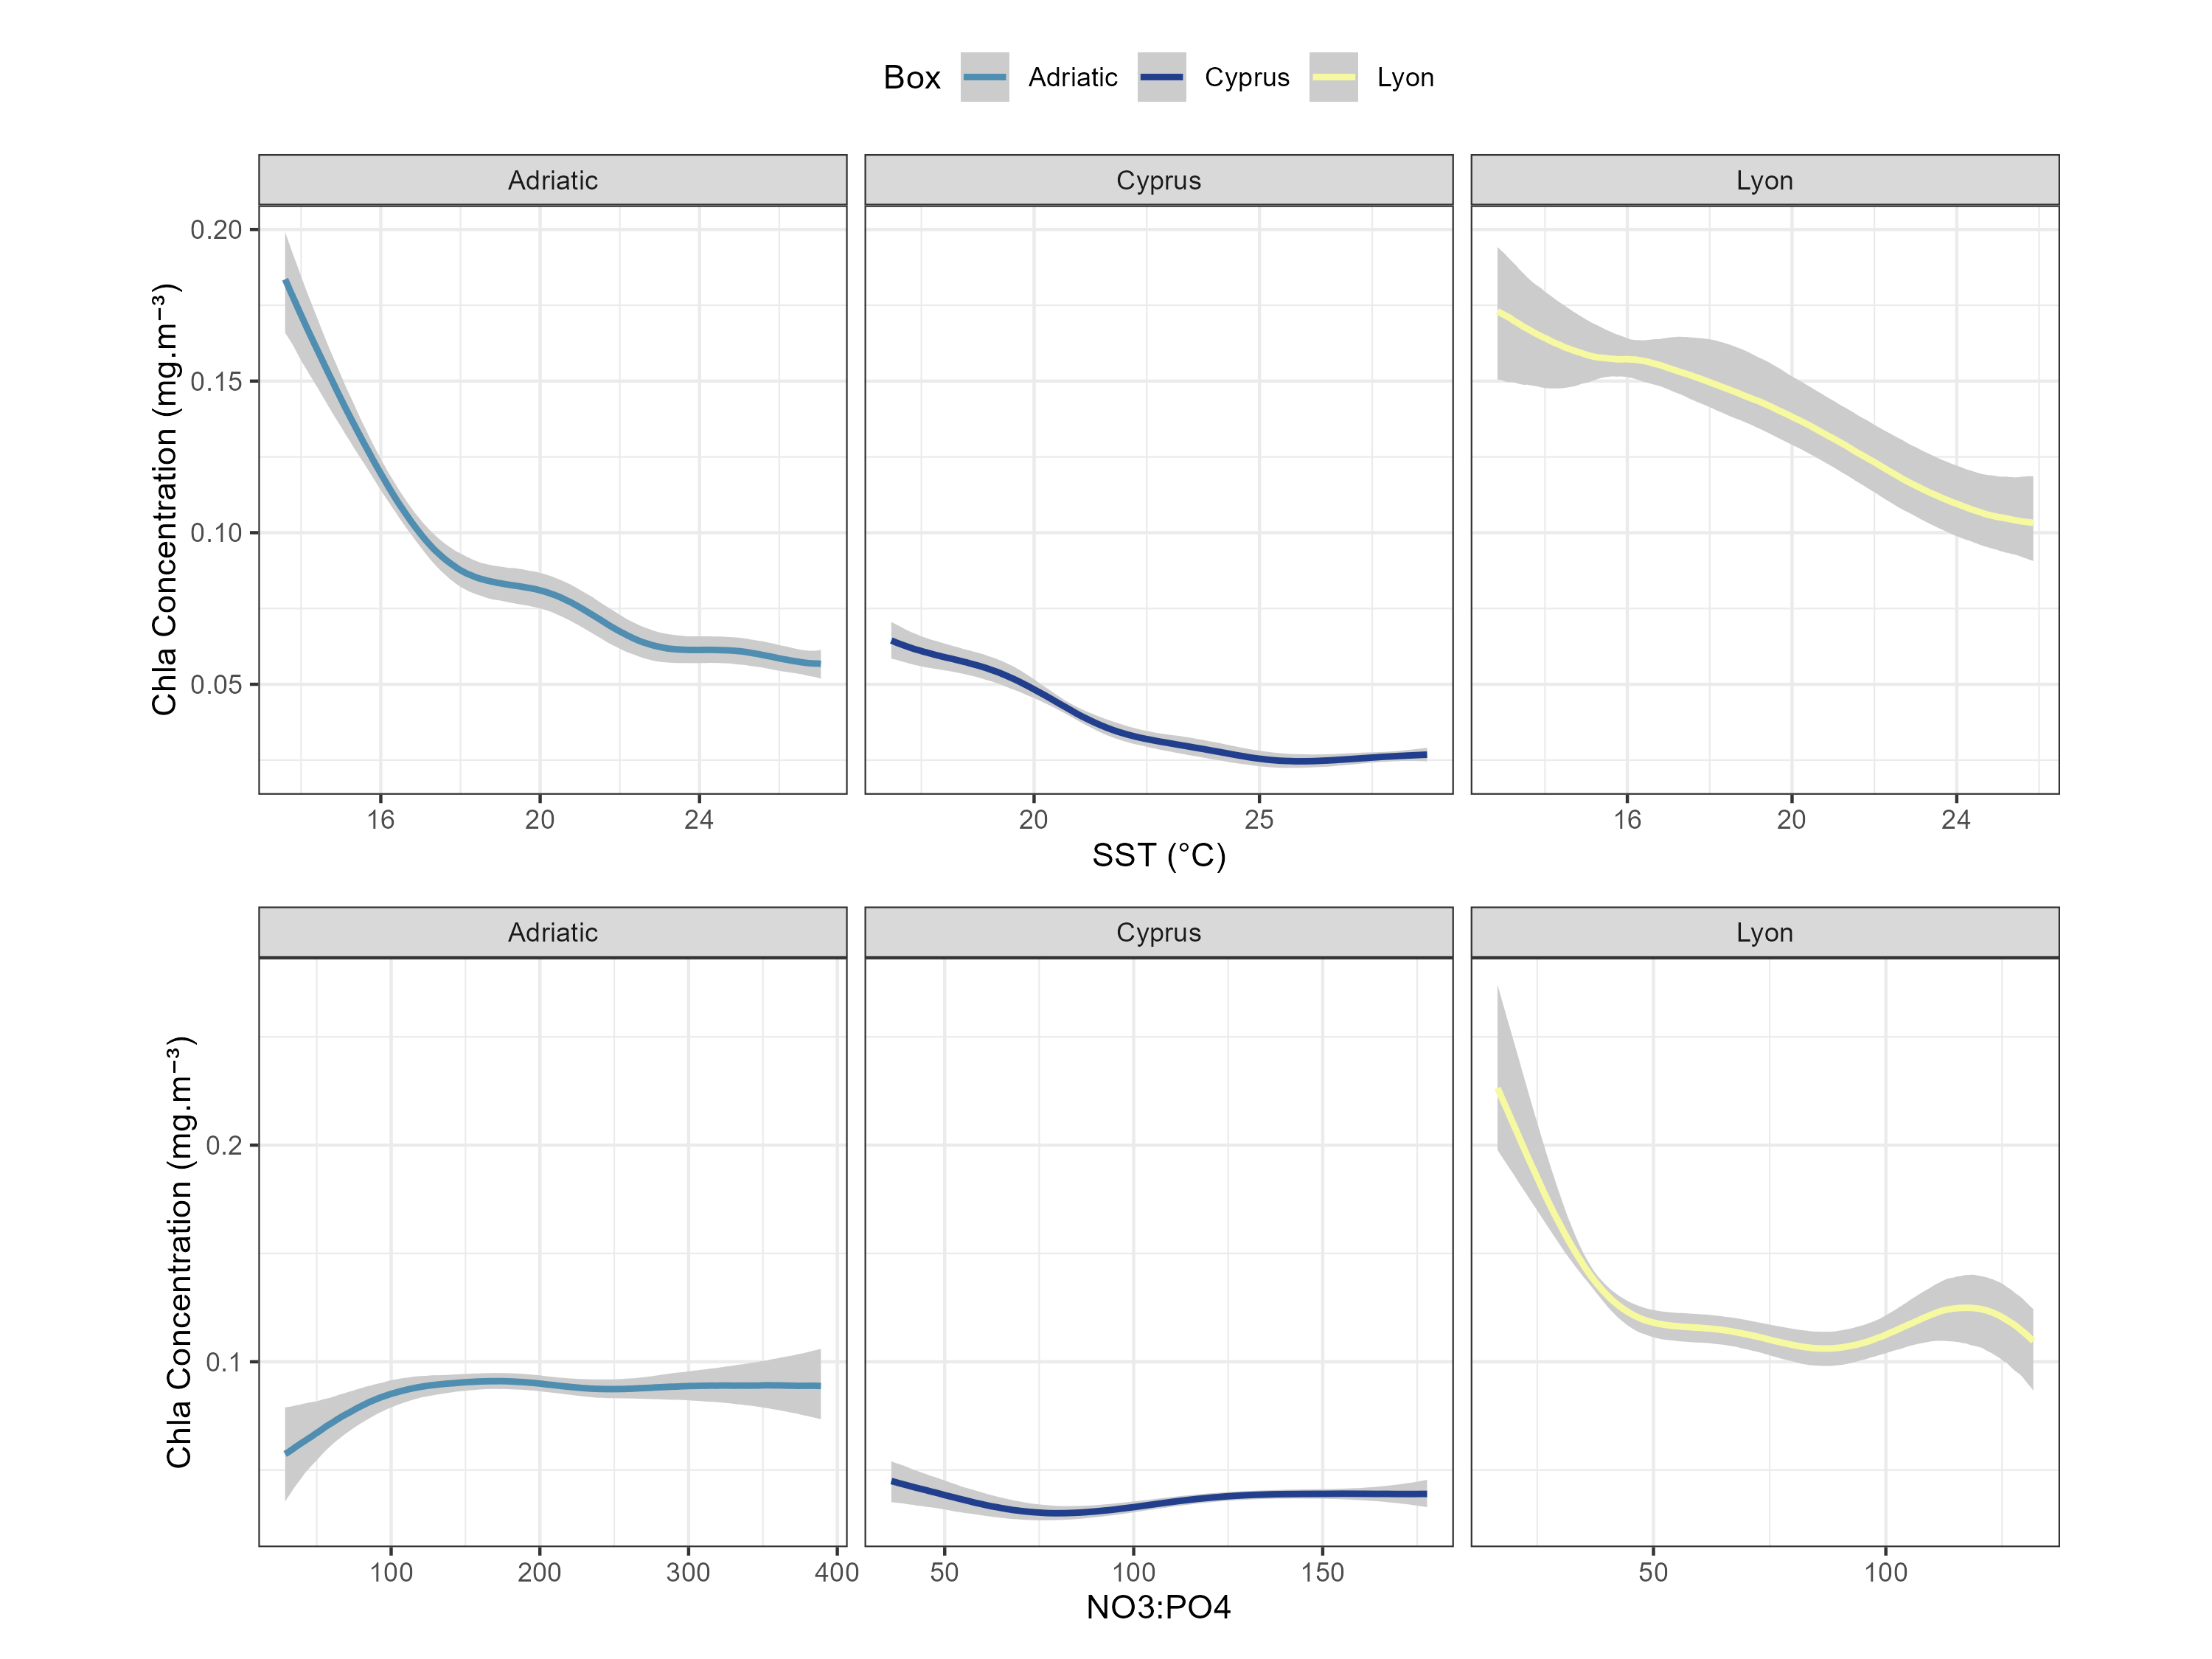 Box Adriatic Cyprus Lyon
Adriatic Cyprus Lyon
Chla Concentration (mg.m⁻³)
0.20
0.15
0.10
0.05
16 20 24 20 25 16 20 24
SST (°C)
Adriatic Cyprus Lyon
Chla Concentration (mg.m⁻³)
0.2
0.1
100 200 300 400 50 100 150 50 100
NO3:PO4